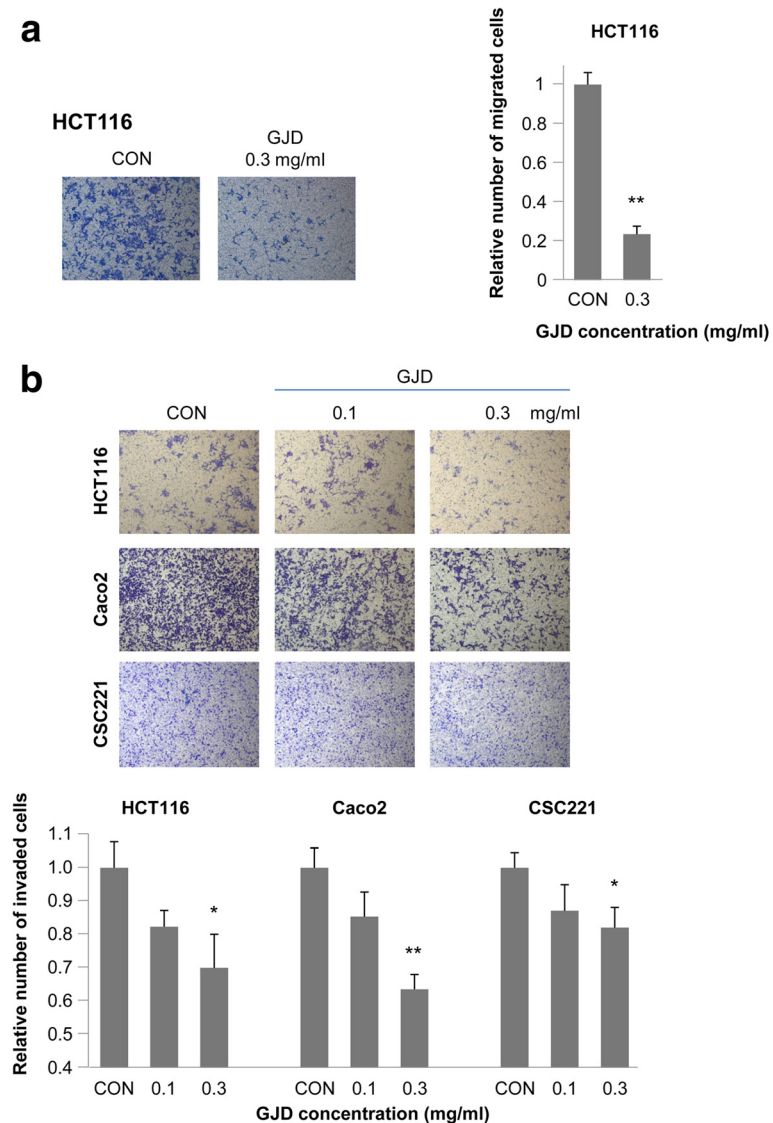 a
HCT116
CON
GJD
0.3 mg/ml
HCT116
Relative number of migrated cells
1
0.8
0.6
0.4
0.2
0
**
CON 0.3
GJD concentration (mg/ml)
b
GJD
CON 0.1 0.3 mg/ml
HCT116
Caco2
CSC221
HCT116 Caco2 CSC221
Relative number of invaded cells
1.1
1.0
0.9
0.8
0.7
0.6
0.5
0.4
* ** *
CON 0.1 0.3 CON 0.1 0.3 CON 0.1 0.3
GJD concentration (mg/ml)